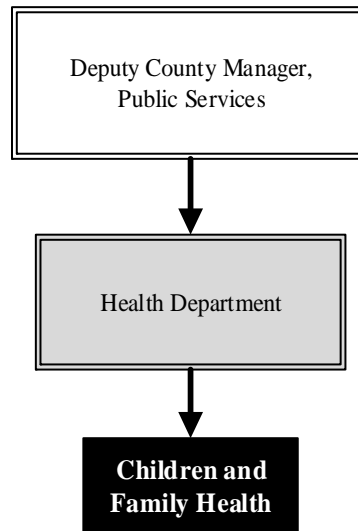 Deputy County Manager,
Public Services
Health Department
Children and
Family Health